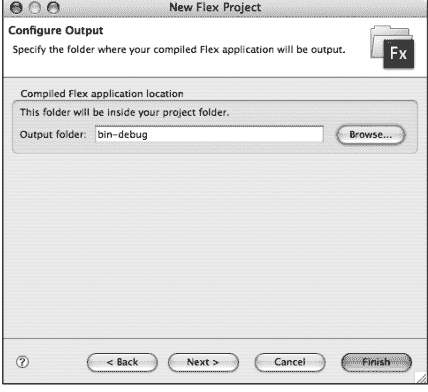 New Flex Project
Configure Output
Specify the folder where your compiled Flex application will be output.
Fx
Compiled Flex application location
This folder will be inside your project folder.
Output folder: bin-debug Browse...
? < Back Next > Cancel Finish